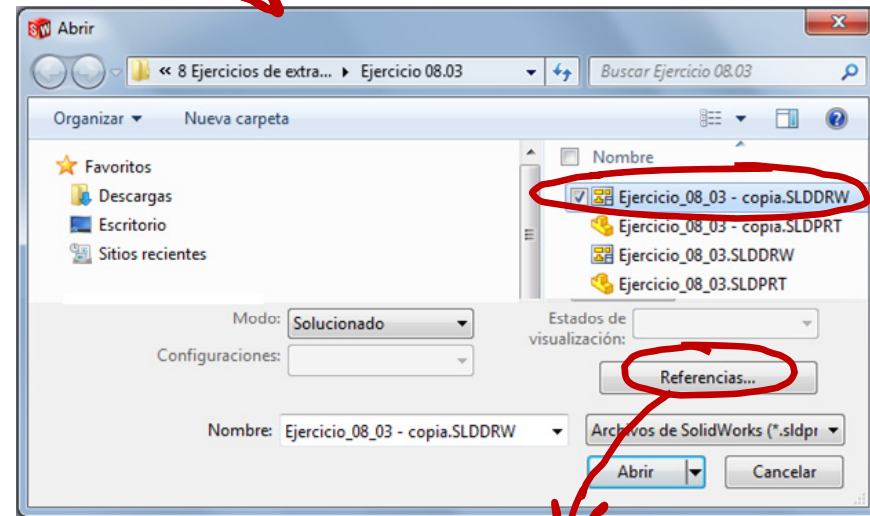 Abrir
« 8 Ejercicios de extra... ▸ Ejercicio 08.03
Buscar Ejercicio 08.03
Organizar
Nueva carpeta
Favoritos
Descargas
Escritorio
Sitios recientes
Nombre
Ejercicio_08_03 - copia.SLDDRW
Ejercicio_08_03 - copia.SLDPRT
Ejercicio_08_03.SLDDRW
Ejercicio_08_03.SLDPRT
Modo: Solucionado
Configuraciones:
Estados de
visualización:
Referencias...
Nombre: Ejercicio_08_03 - copia.SLDDRW
Archivos de SolidWorks (*.sldpr
Abrir
Cancelar